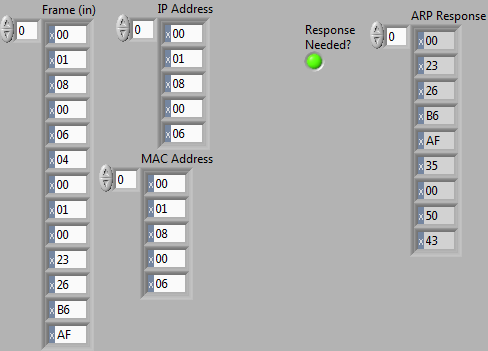 Frame (in)
0
x 00
x 01
x 08
x 00
x 06
x 04
x 00
x 01
x 00
x 23
x 26
x B6
x AF
IP Address
0
x 00
x 01
x 08
x 00
x 06
MAC Address
0
x 00
x 01
x 08
x 00
x 06
Response
Needed?
ARP Response
0
x 00
x 23
x 26
x B6
x AF
x 35
x 00
x 50
x 43